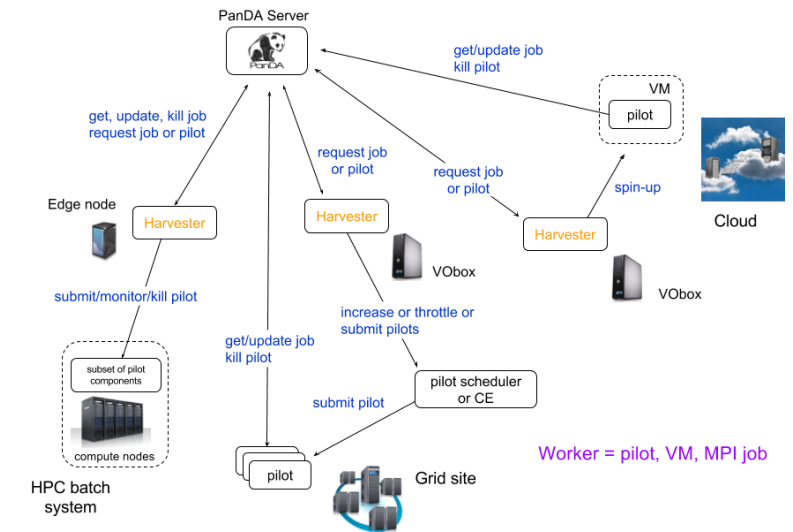 PanDA Server
PanDA
get/update job
kill pilot
VM
pilot
get, update, kill job
request job or pilot
request job
or pilot
request job
or pilot
spin-up
Cloud
Edge node
Harvester
Harvester
Harvester
VObox
VObox
submit/monitor/kill pilot
increase or throttle or
submit pilots
get/update job
kill pilot
subset of pilot
components
compute nodes
pilot scheduler
or CE
submit pilot
Worker = pilot, VM, MPI job
pilot
Grid site
HPC batch
system